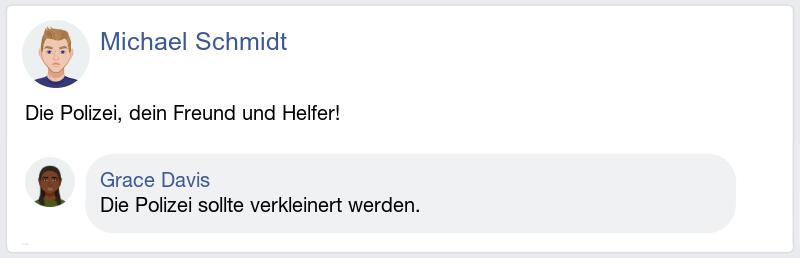 Michael Schmidt
Die Polizei, dein Freund und Helfer!
Grace Davis
Die Polizei sollte verkleinert werden.